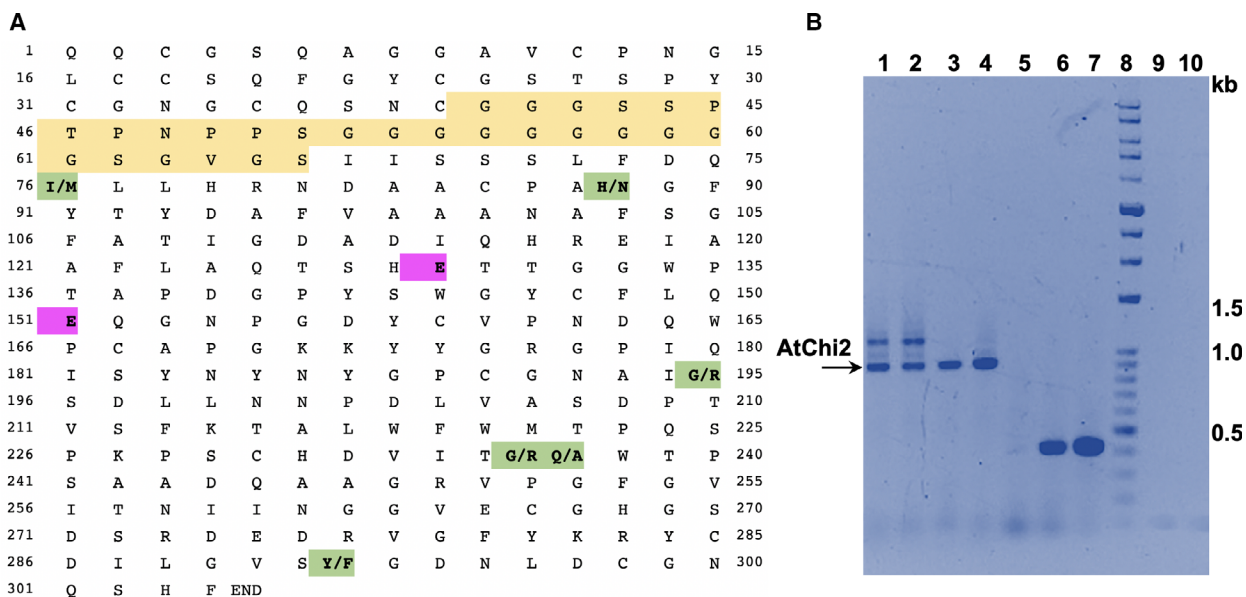 A
1 Q Q C G S Q A G G A V C P N G 15
16 L C C S Q F G Y C G S T S P Y 30
31 C G N G C Q S N C G G G S S P 45
46 T P N P P S G G G G G G G G G 60
61 G S G V G S I I S S S L F D Q 75
76 I/M L L H R N D A A C P A H/N G F 90
91 Y T Y D A F V A A A N A F S G 105
106 F A T I G D A D I Q H R E I A 120
121 A F L A Q T S H E T T G G W P 135
136 T A P D G P Y S W G Y C F L Q 150
151 E Q G N P G D Y C V P N D Q W 165
166 P C A P G K K Y Y G R G P I Q 180
181 I S Y N Y N Y G P C G N A I G/R 195
196 S D L L N N P D L V A S D P T 210
211 V S F K T A L W F W M T P Q S 225
226 P K P S C H D V I T G/R Q/A W T P 240
241 S A A D Q A A G R V P G F G V 255
256 I T N I I N G G V E C G H G S 270
271 D S R D E D R V G F Y K R Y C 285
286 D I L G V S Y/F G D N L D C G N 300
301 Q S H F END
B
1 2 3 4 5 6 7 8 9 10
kb
1.5
1.0
AtChi2
0.5